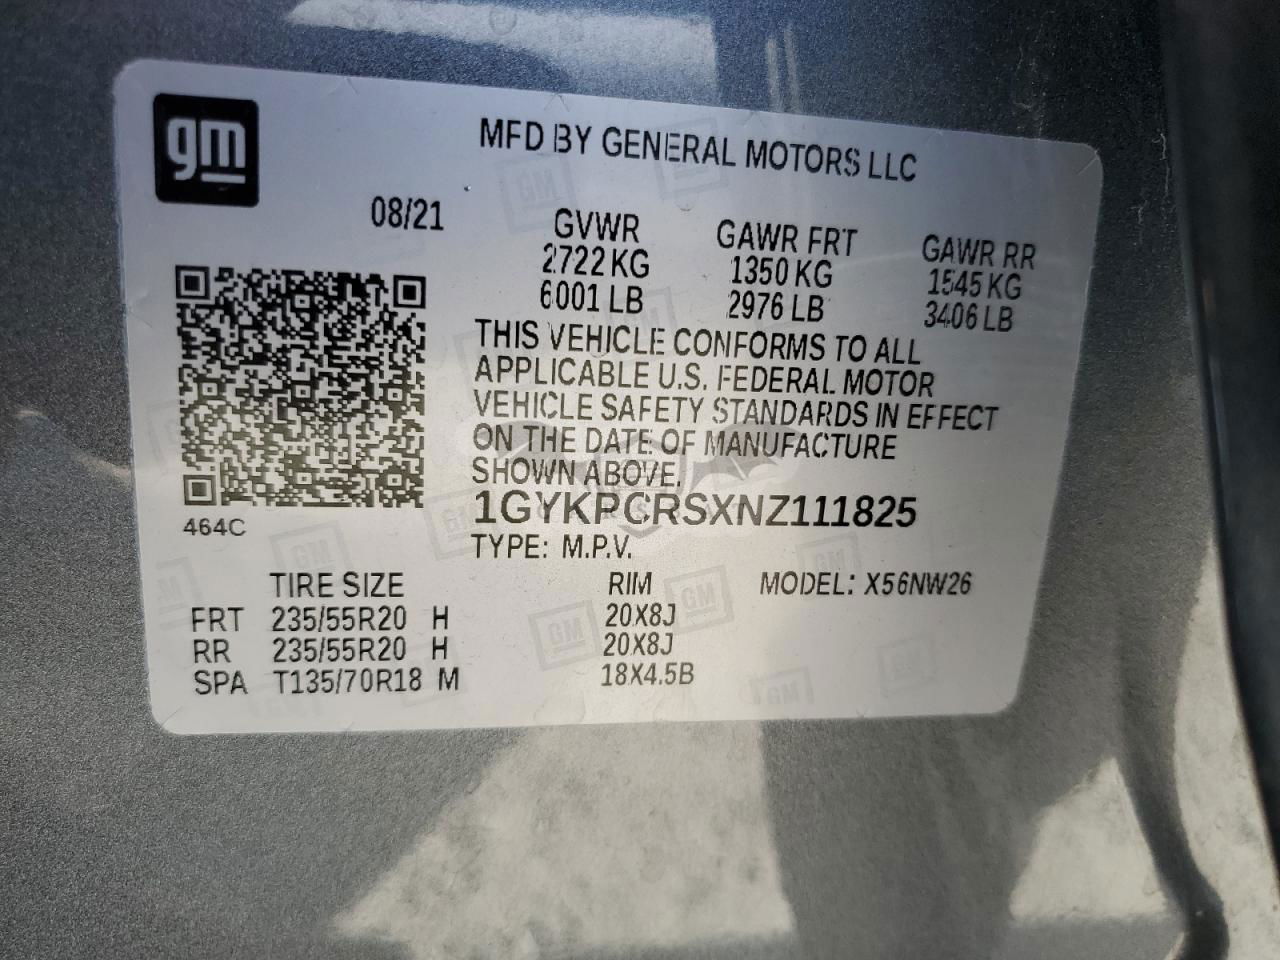 gm
MFD BY GENERAL MOTORS LLC
08/21
GVWR GAWR FRT GAWR RR
2722 KG 1350 KG 1545 KG
6001 LB 2976 LB 3406 LB
THIS VEHICLE CONFORMS TO ALL
APPLICABLE U.S. FEDERAL MOTOR
VEHICLE SAFETY STANDARDS IN EFFECT
ON THE DATE OF MANUFACTURE
SHOWN ABOVE.
1GYKPCRSXNZ111825
464C
TYPE: M.P.V.
TIRE SIZE RIM MODEL: X56NW26
FRT 235/55R20 H 20X8J
RR 235/55R20 H 20X8J
SPA T135/70R18 M 18X4.5B